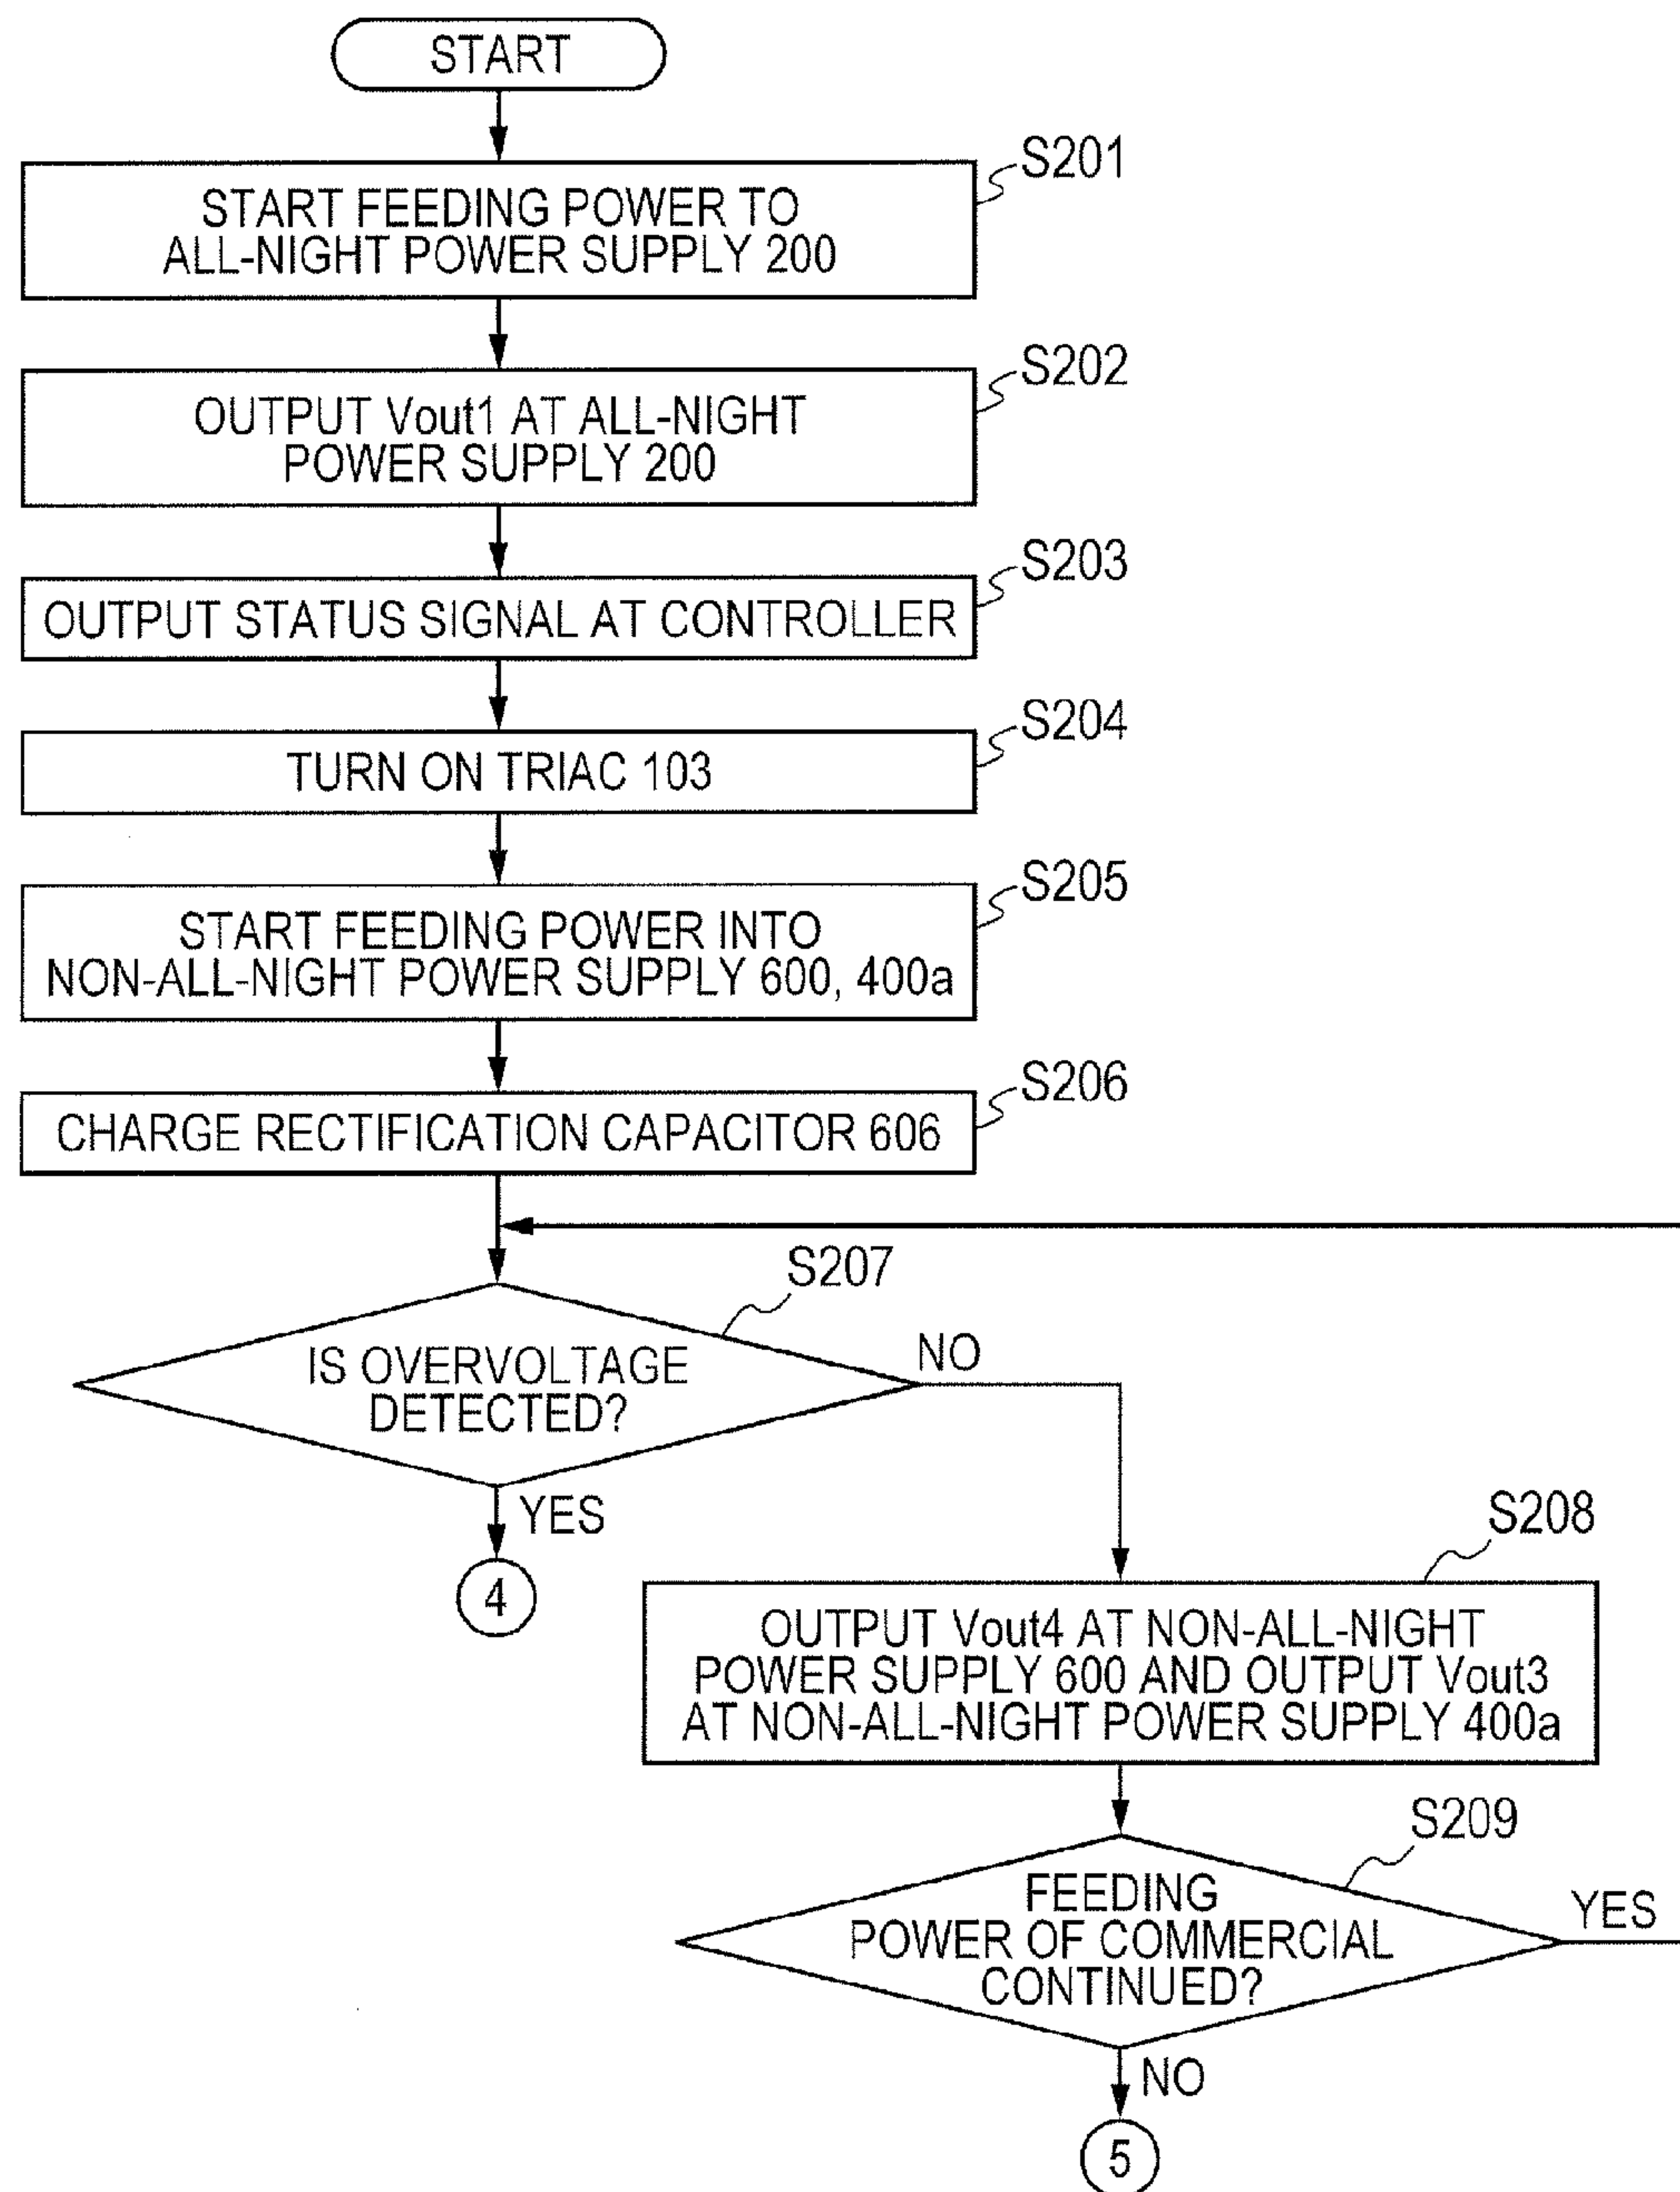 START
S201
START FEEDING POWER TO
ALL-NIGHT POWER SUPPLY 200
S202
OUTPUT Vout1 AT ALL-NIGHT
POWER SUPPLY 200
S203
OUTPUT STATUS SIGNAL AT CONTROLLER
S204
TURN ON TRIAC 103
S205
START FEEDING POWER INTO
NON-ALL-NIGHT POWER SUPPLY 600, 400a
S206
CHARGE RECTIFICATION CAPACITOR 606
S207
IS OVERVOLTAGE
DETECTED?
NO
YES
4
S208
OUTPUT Vout4 AT NON-ALL-NIGHT
POWER SUPPLY 600 AND OUTPUT Vout3
AT NON-ALL-NIGHT POWER SUPPLY 400a
S209
FEEDING
POWER OF COMMERCIAL
CONTINUED?
YES
NO
5